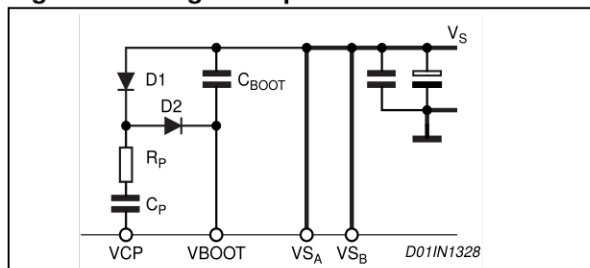 V_S
D1
C_BOOT
D2
R_P
C_P
VCP VBOOT VS_A VS_B D01IN1328